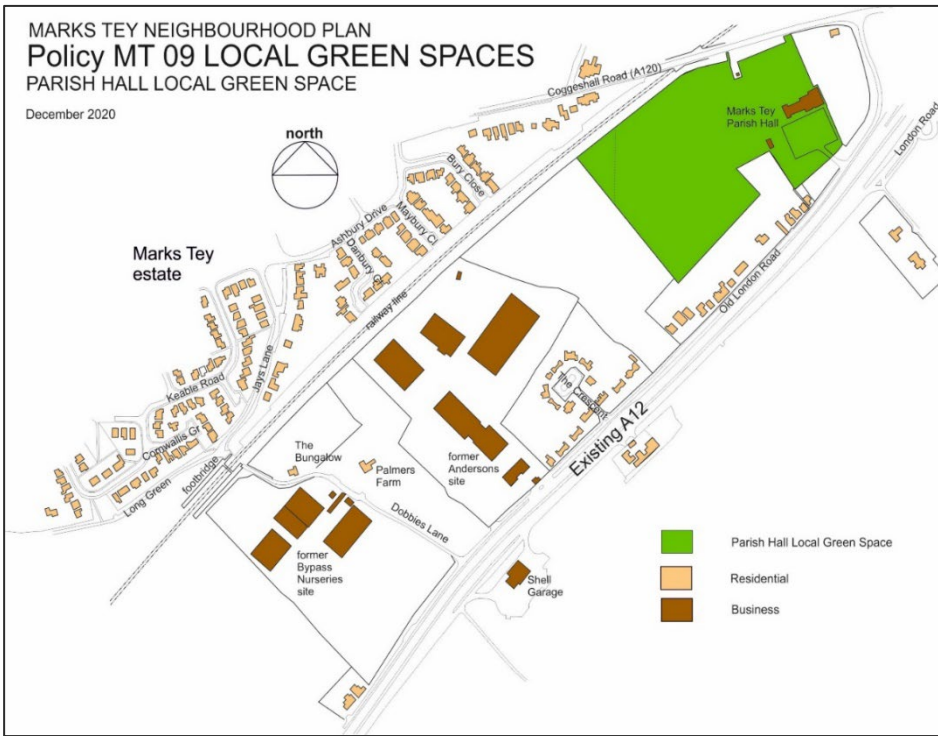 MARKS TEY NEIGHBOURHOOD PLAN
Policy MT 09 LOCAL GREEN SPACES
PARISH HALL LOCAL GREEN SPACE
December 2020
north
Coggeshall Road (A120)
Marks Tey
Parish Hall
London Road
Bury Close
Maybury Cl
Ashbury Drive
Danbury Cl
Marks Tey
estate
railway line
Old London Road
Jays Lane
Keable Road
The Crescent
Cornwallis Gr
Existing A12
The
Bungalow
former
Andersons
site
Palmers
Farm
footbridge
Long Green
Dobbies Lane
former
Bypass
Nurseries
site
Shell
Garage
Parish Hall Local Green Space
Residential
Business